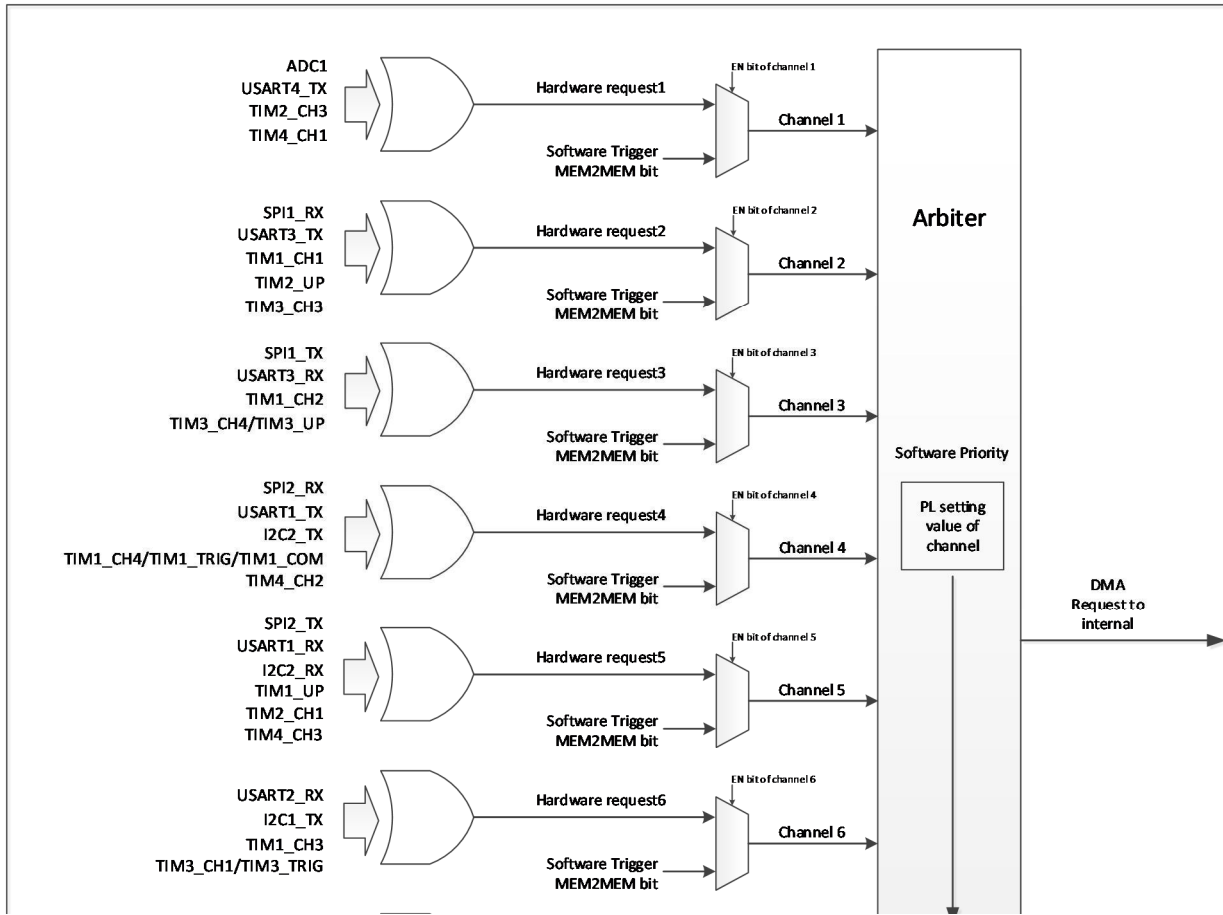 ADC1
USART4_TX
TIM2_CH3
TIM4_CH1
Hardware request1
Software Trigger
MEM2MEM bit
EN bit of channel 1
Channel 1
SPI1_RX
USART3_TX
TIM1_CH1
TIM2_UP
TIM3_CH3
Hardware request2
Software Trigger
MEM2MEM bit
EN bit of channel 2
Channel 2
SPI1_TX
USART3_RX
TIM1_CH2
TIM3_CH4/TIM3_UP
Hardware request3
Software Trigger
MEM2MEM bit
EN bit of channel 3
Channel 3
SPI2_RX
USART1_TX
I2C2_TX
TIM1_CH4/TIM1_TRIG/TIM1_COM
TIM4_CH2
Hardware request4
Software Trigger
MEM2MEM bit
EN bit of channel 4
Channel 4
SPI2_TX
USART1_RX
I2C2_RX
TIM1_UP
TIM2_CH1
TIM4_CH3
Hardware request5
Software Trigger
MEM2MEM bit
EN bit of channel 5
Channel 5
USART2_RX
I2C1_TX
TIM1_CH3
TIM3_CH1/TIM3_TRIG
Hardware request6
Software Trigger
MEM2MEM bit
EN bit of channel 6
Channel 6
Arbiter
Software Priority
PL setting
value of
channel
DMA
Request to
internal